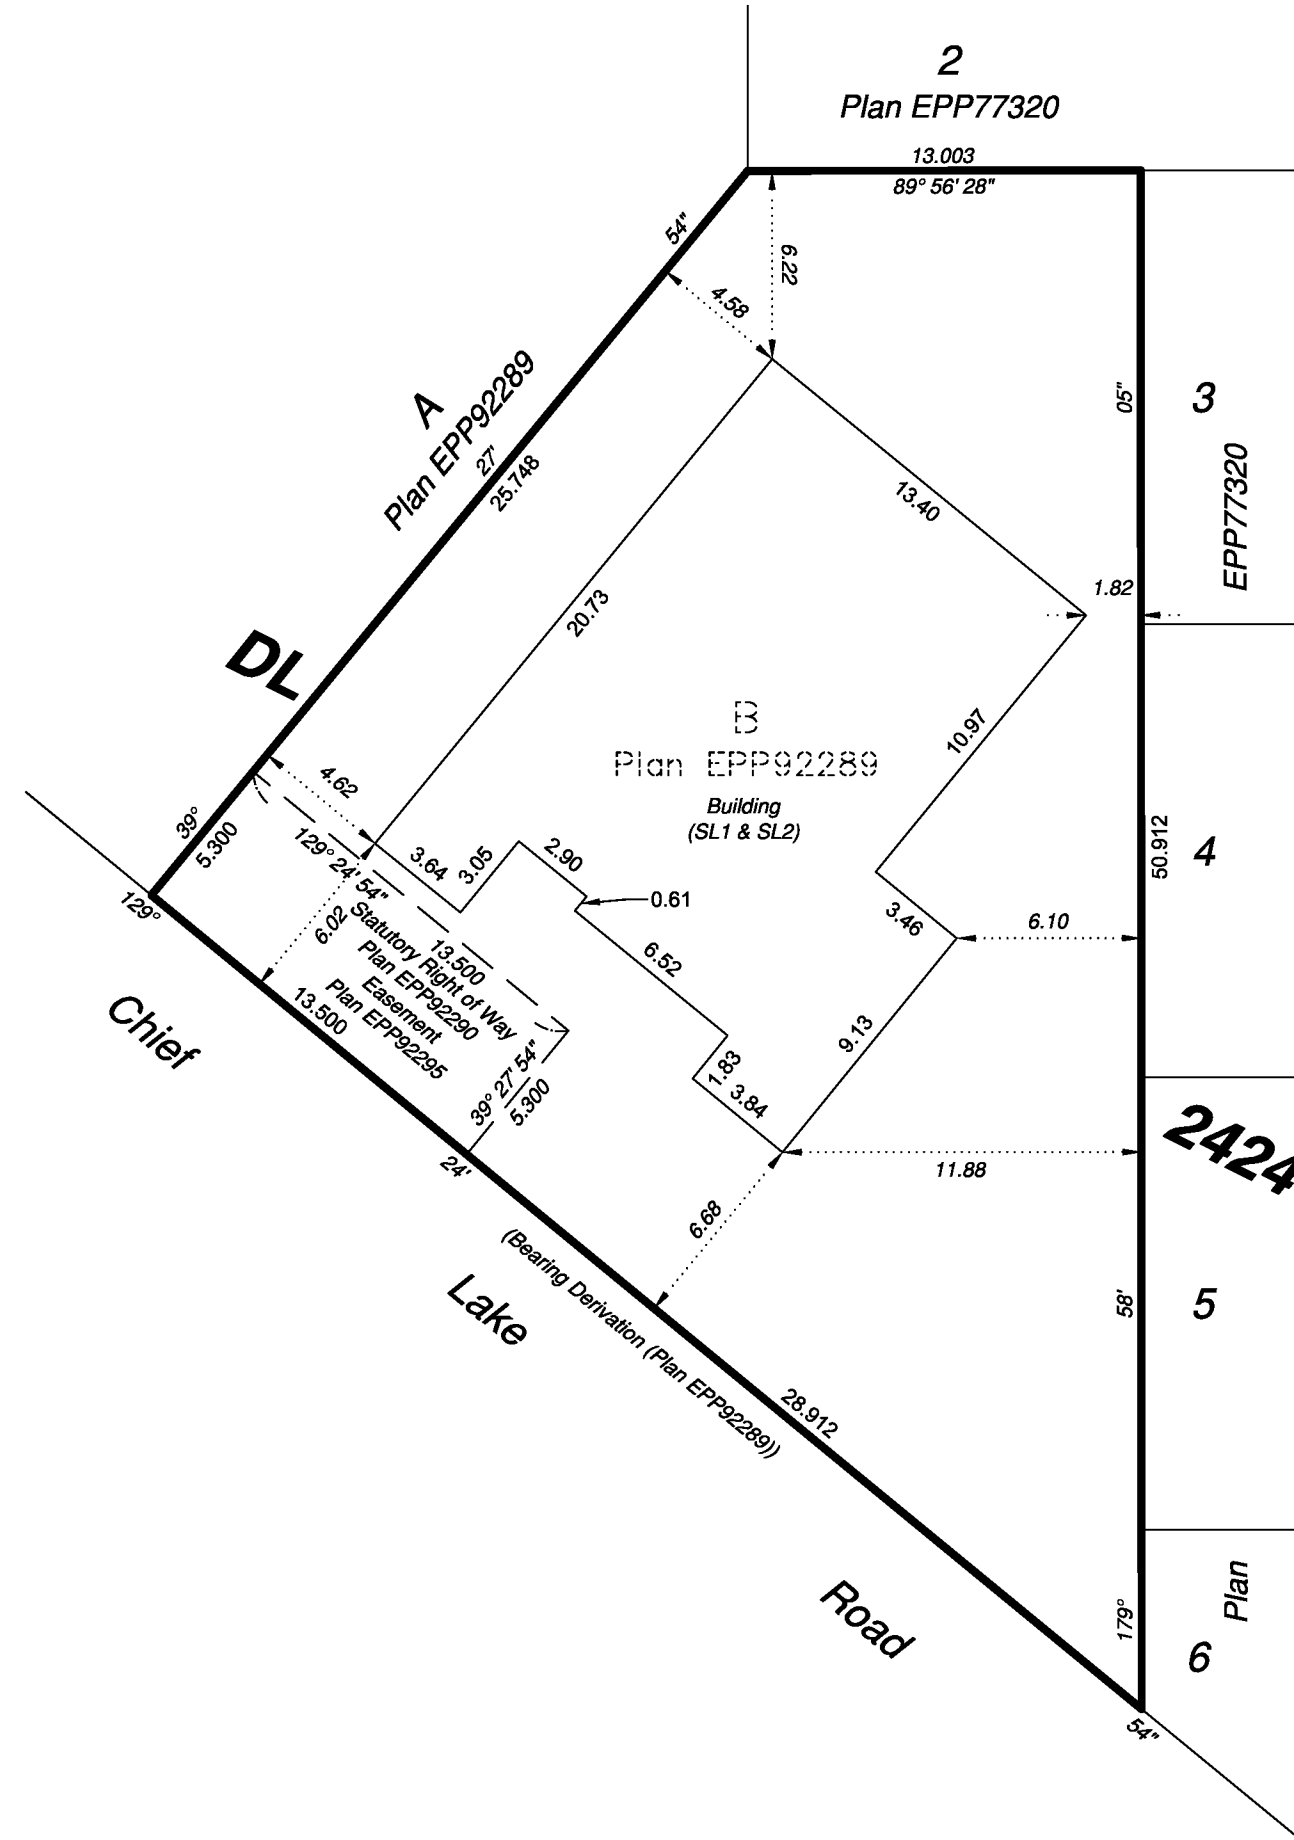 2
Plan EPP77320
13.003
89° 56' 28"
54"
6.22
4.58
A
Plan EPP92289
27'
25.748
05"
3
EPP77320
13.40
1.82
20.73
DL
B
Plan EPP92289
Building
(SL1 & SL2)
10.97
4.62
39°
5.300
129° 24' 54"
3.64
3.05
2.90
0.61
50.912
4
129°
6.02
Statutory Right of Way
13.500
Plan EPP92290
Easement
Plan EPP92295
13.500
6.52
3.46
6.10
9.13
Chief
39° 27' 54"
5.300
1.83
3.84
24'
2424
11.88
6.68
(Bearing Derivation (Plan EPP92289))
Lake
58'
5
28.912
Road
179°
Plan
6
54"